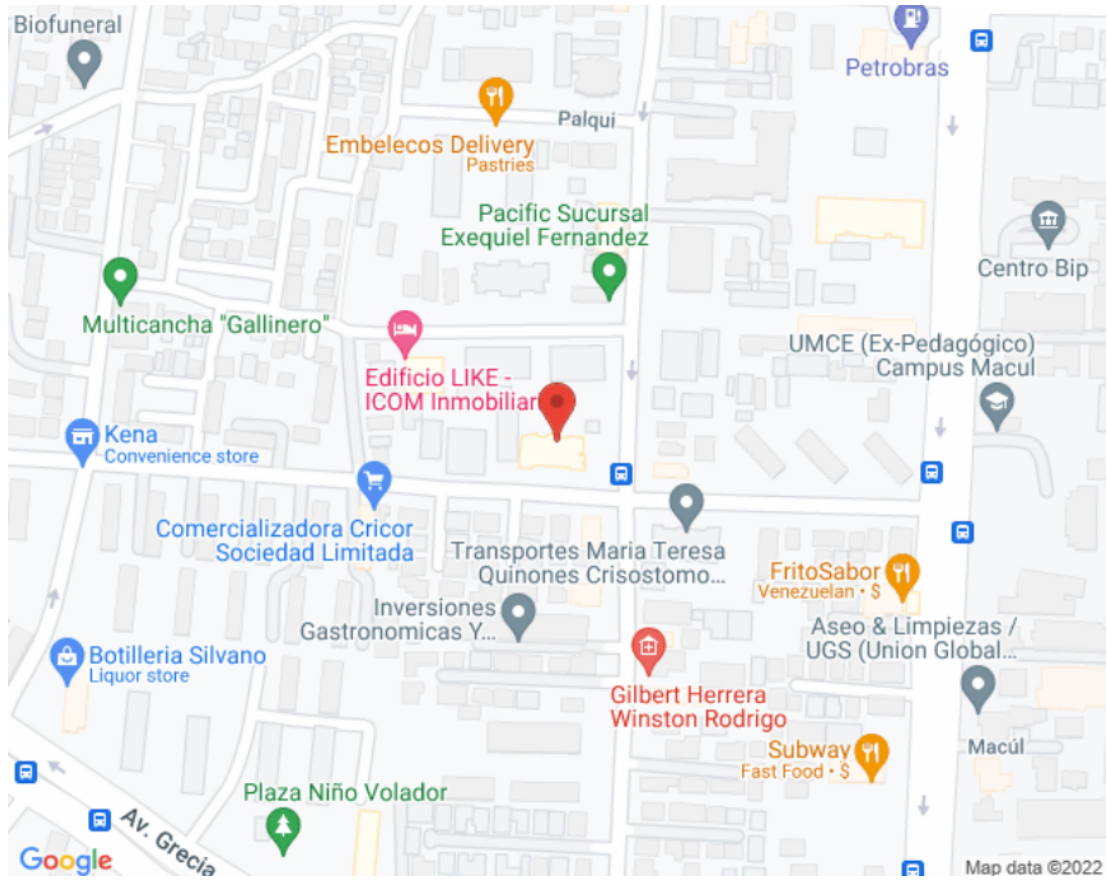 Biofuneral
Petrobras
Palqui
Embelecos Delivery
Pastries
Pacific Sucursal
Exequiel Fernandez
Centro Bip
Multicancha "Gallinero"
UMCE (Ex-Pedagógico)
Campus Macul
Edificio LIKE -
ICOM Inmobiliar
Kena
Convenience store
Comercializadora Cricor
Sociedad Limitada
Transportes Maria Teresa
Quinones Crisostomo...
FritoSabor
Venezuelan • $
Inversiones
Gastronomicas Y...
Aseo & Limpiezas /
UGS (Union Global...
Botilleria Silvano
Liquor store
Gilbert Herrera
Winston Rodrigo
Subway
Fast Food • $
Macúl
Plaza Niño Volador
Av. Grecia
Google
Map data ©2022